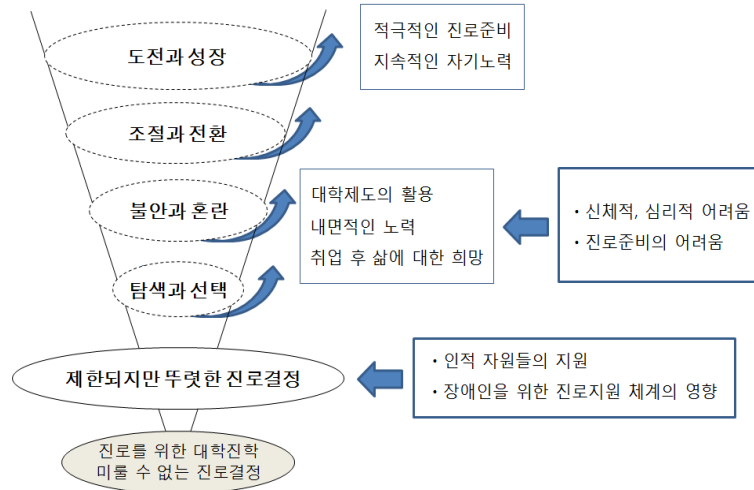 도전과 성장
적극적인 진로준비
지속적인 자기노력
조절과 전환
불안과 혼란
대학제도의 활용
내면적인 노력
취업 후 삶에 대한 희망
· 신체적, 심리적 어려움
· 진로준비의 어려움
탐색과 선택
제한되지만 뚜렷한 진로결정
· 인적 자원들의 지원
· 장애인을 위한 진로지원 체계의 영향
진로를 위한 대학진학
미룰 수 없는 진로결정